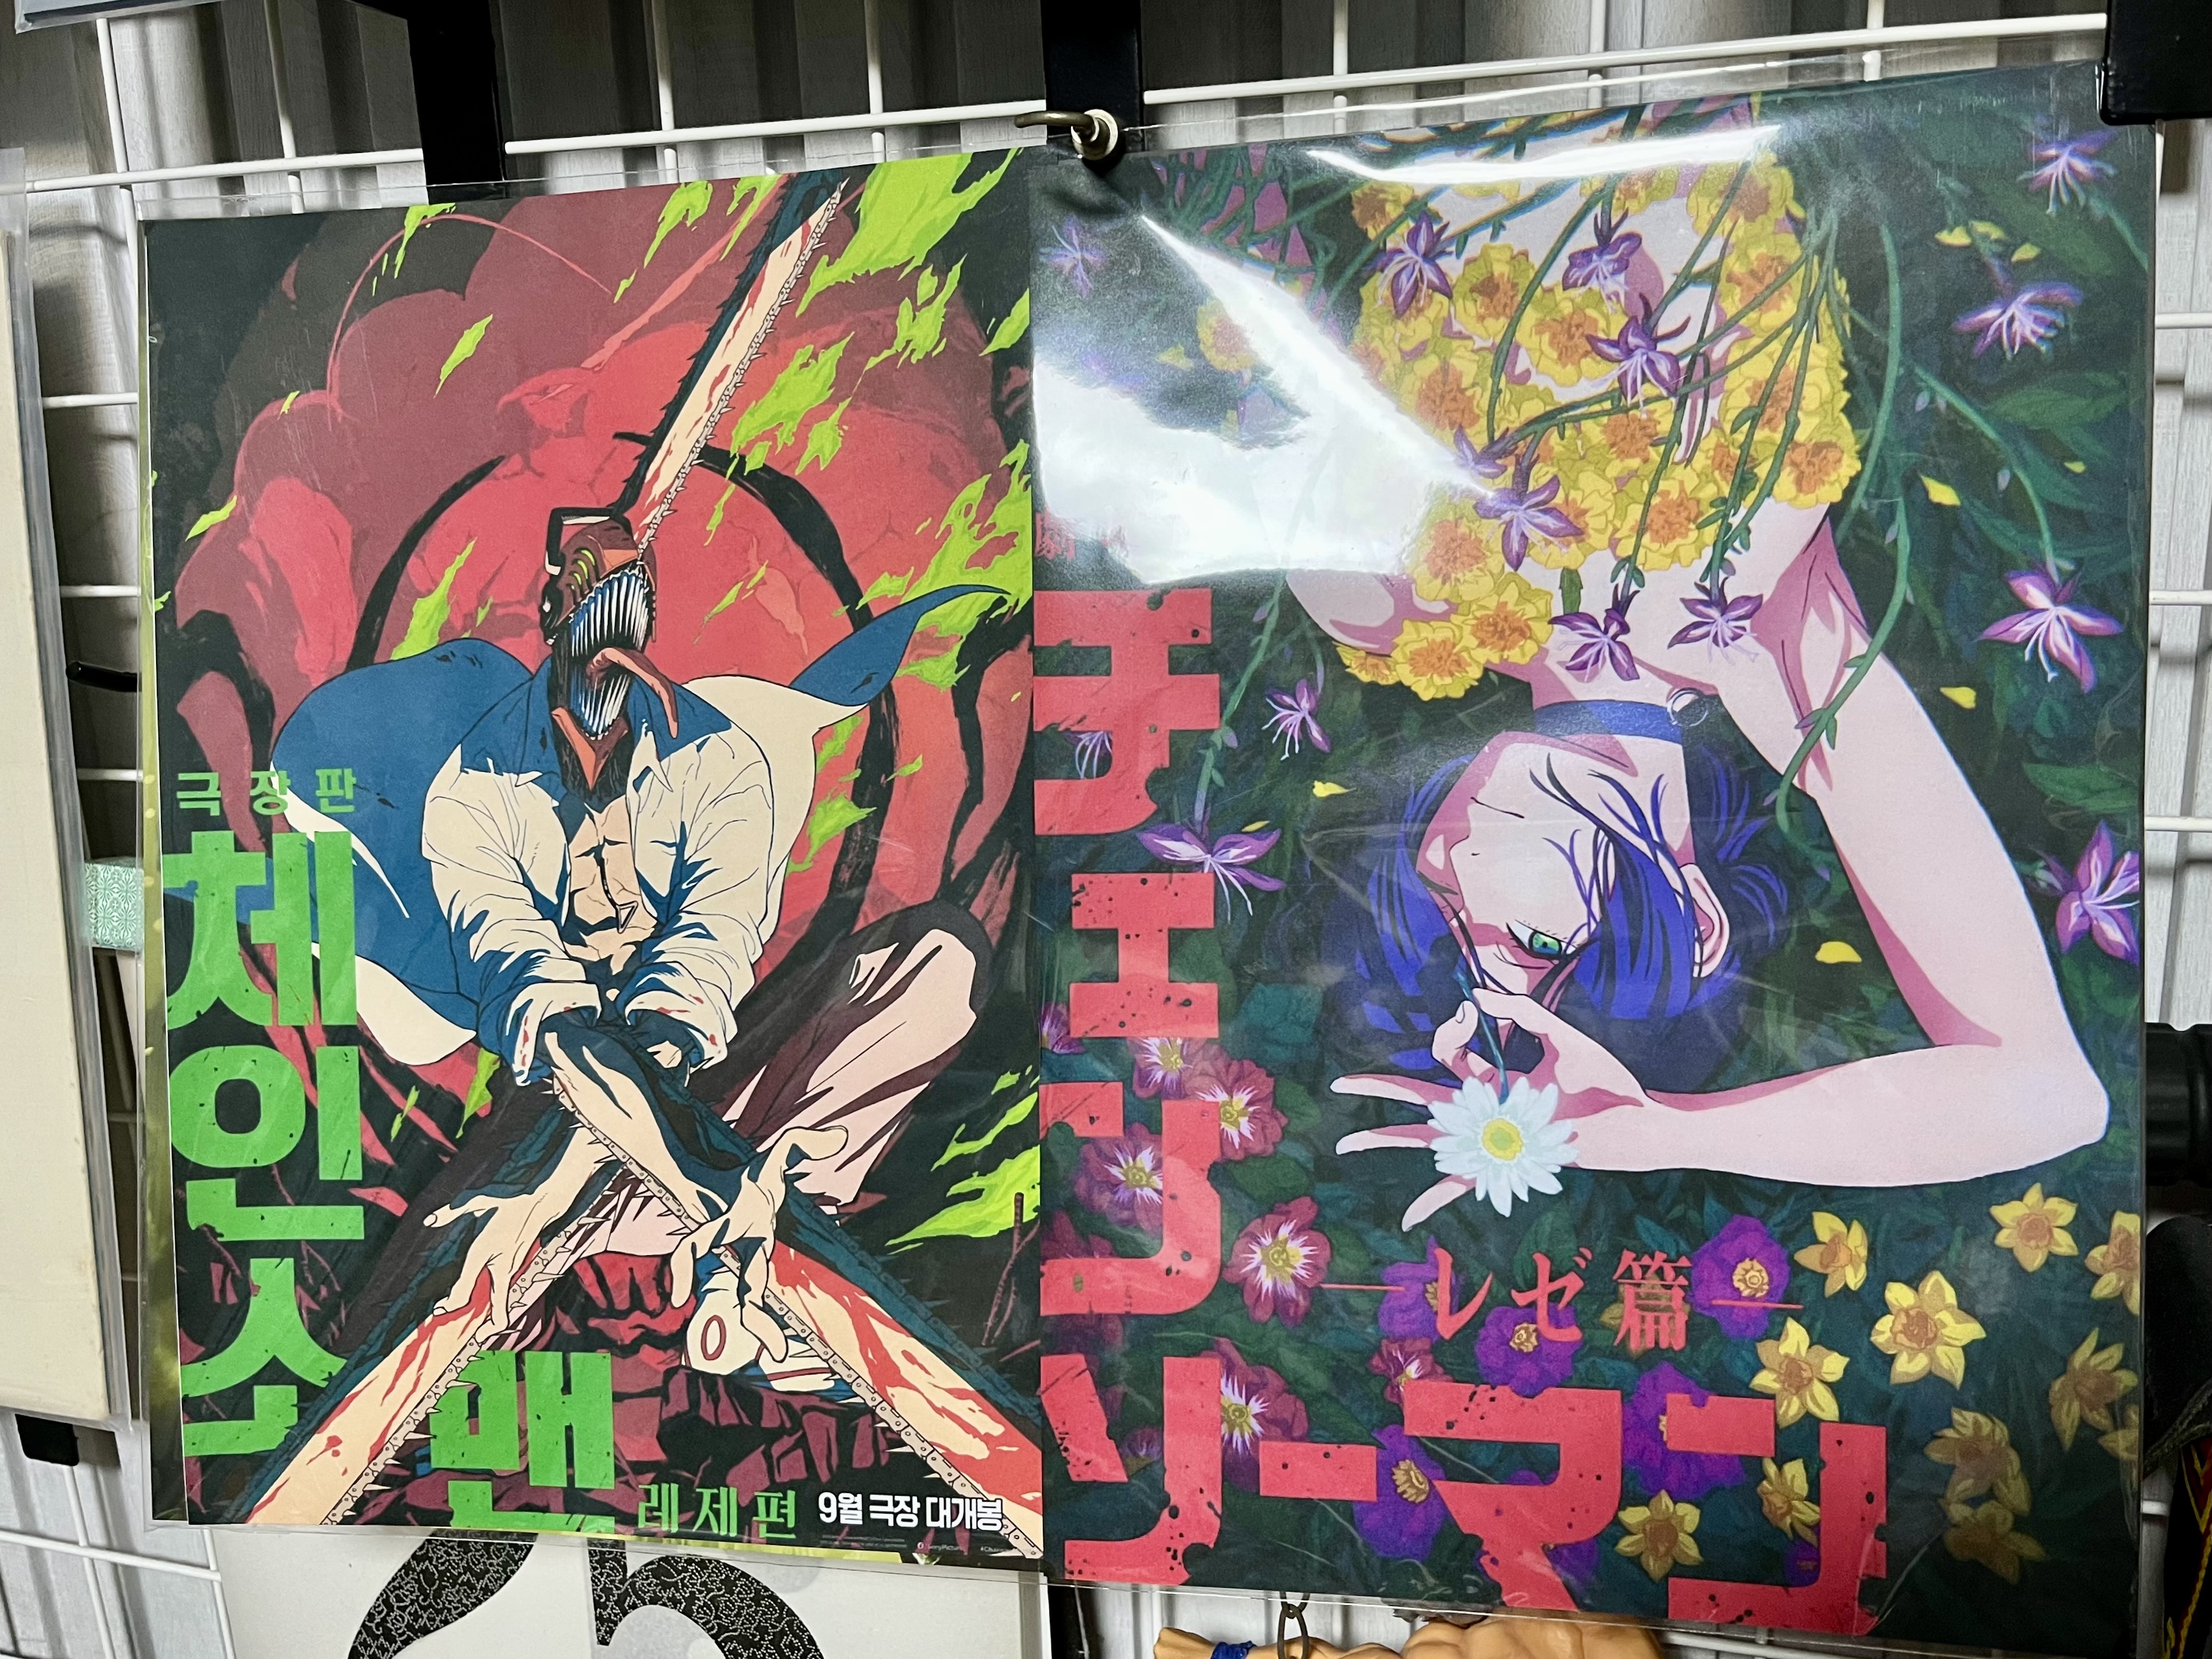 극장판
체인소
맨
레제편
9월 극장 대개봉
劇
チェンソーマン
レゼ篇